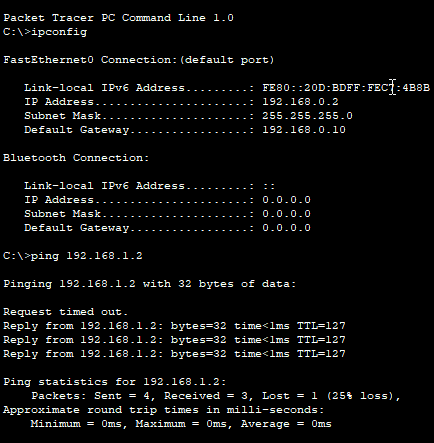 Packet Tracer PC Command Line 1.0
C:\>ipconfig
FastEthernet0 Connection:(default port)
Link-local IPv6 Address.........: FE80::20D:BDFF:FEC7:4B8B
IP Address......................: 192.168.0.2
Subnet Mask.....................: 255.255.255.0
Default Gateway.................: 192.168.0.10
Bluetooth Connection:
Link-local IPv6 Address.........: ::
IP Address......................: 0.0.0.0
Subnet Mask.....................: 0.0.0.0
Default Gateway.................: 0.0.0.0
C:\>ping 192.168.1.2
Pinging 192.168.1.2 with 32 bytes of data:
Request timed out.
Reply from 192.168.1.2: bytes=32 time<1ms TTL=127
Reply from 192.168.1.2: bytes=32 time<1ms TTL=127
Reply from 192.168.1.2: bytes=32 time<1ms TTL=127
Ping statistics for 192.168.1.2:
Packets: Sent = 4, Received = 3, Lost = 1 (25% loss),
Approximate round trip times in milli-seconds:
Minimum = 0ms, Maximum = 0ms, Average = 0ms